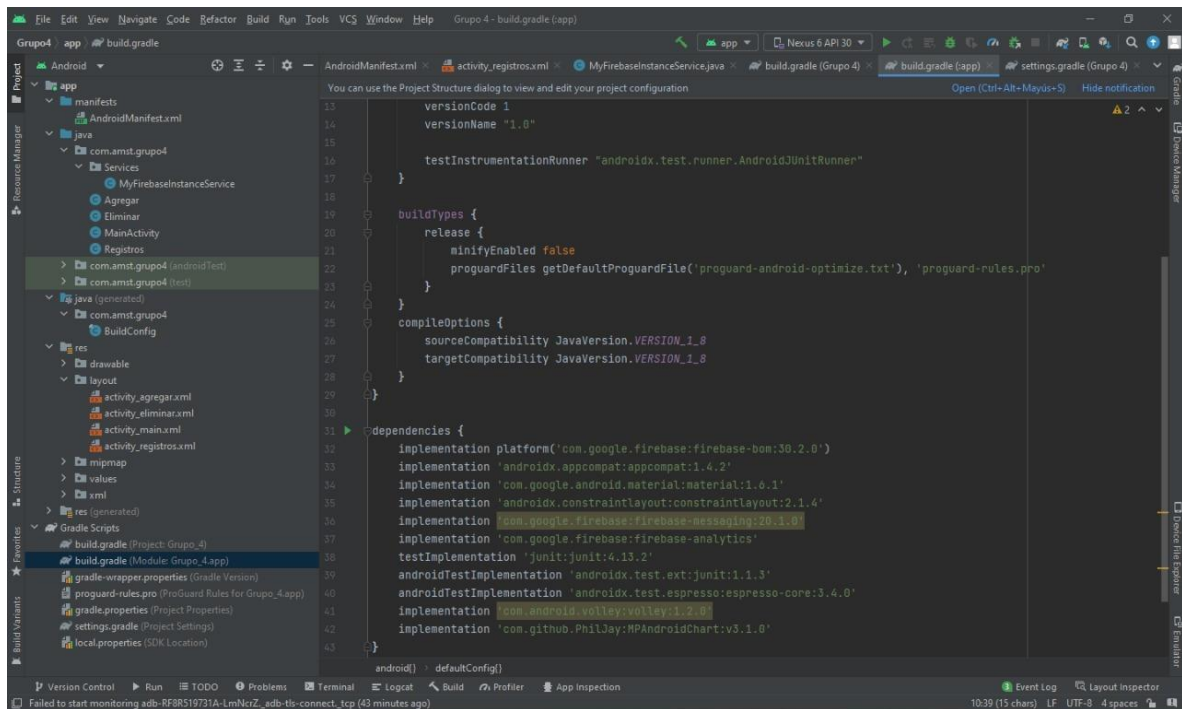 File Edit View Navigate Code Refactor Build Run Tools VCS Window Help Grupo 4 - build.gradle (:app)
Grupo4 app build.gradle
app Nexus 6 API 30
Android
AndroidManifest.xml activity_registros.xml MyFirebaseInstanceService.java build.gradle (Grupo 4) build.gradle (:app) settings.gradle (Grupo 4)
You can use the Project Structure dialog to view and edit your project configuration Open (Ctrl+Alt+Mayús+S) Hide notification
Project
Resource Manager
Structure
Favorites
Build Variants
app
manifests
AndroidManifest.xml
java
com.amst.grupo4
Services
MyFirebaseInstanceService
Agregar
Eliminar
MainActivity
Registros
com.amst.grupo4 (androidTest)
com.amst.grupo4 (test)
java (generated)
com.amst.grupo4
BuildConfig
res
drawable
layout
activity_agregar.xml
activity_eliminar.xml
activity_main.xml
activity_registros.xml
mipmap
values
xml
res (generated)
Gradle Scripts
build.gradle (Project: Grupo_4)
build.gradle (Module: Grupo_4.app)
gradle-wrapper.properties (Gradle Version)
proguard-rules.pro (ProGuard Rules for Grupo_4.app)
gradle.properties (Project Properties)
settings.gradle (Project Settings)
local.properties (SDK Location)
2
13 versionCode 1
14 versionName "1.0"
15
16 testInstrumentationRunner "androidx.test.runner.AndroidJUnitRunner"
17 }
18
19 buildTypes {
20 release {
21 minifyEnabled false
22 proguardFiles getDefaultProguardFile('proguard-android-optimize.txt'), 'proguard-rules.pro'
23 }
24 }
25 compileOptions {
26 sourceCompatibility JavaVersion.VERSION_1_8
27 targetCompatibility JavaVersion.VERSION_1_8
28 }
29 }
30
31 dependencies {
32 implementation platform('com.google.firebase:firebase-bom:30.2.0')
33 implementation 'androidx.appcompat:appcompat:1.4.2'
34 implementation 'com.google.android.material:material:1.6.1'
35 implementation 'androidx.constraintlayout:constraintlayout:2.1.4'
36 implementation 'com.google.firebase:firebase-messaging:20.1.0'
37 implementation 'com.google.firebase:firebase-analytics'
38 testImplementation 'junit:junit:4.13.2'
39 androidTestImplementation 'androidx.test.ext:junit:1.1.3'
40 androidTestImplementation 'androidx.test.espresso:espresso-core:3.4.0'
41 implementation 'com.android.volley:volley:1.2.0'
42 implementation 'com.github.PhilJay:MPAndroidChart:v3.1.0'
43 }
android{} defaultConfig{}
Gradle
Device Manager
Device File Explorer
Emulator
Version Control Run TODO Problems Terminal Logcat Build Profiler App Inspection 1 Event Log Layout Inspector
Failed to start monitoring adb-RF8R519731A-LmNcrZ._adb-tls-connect._tcp (43 minutes ago) 10:39 (15 chars) LF UTF-8 4 spaces